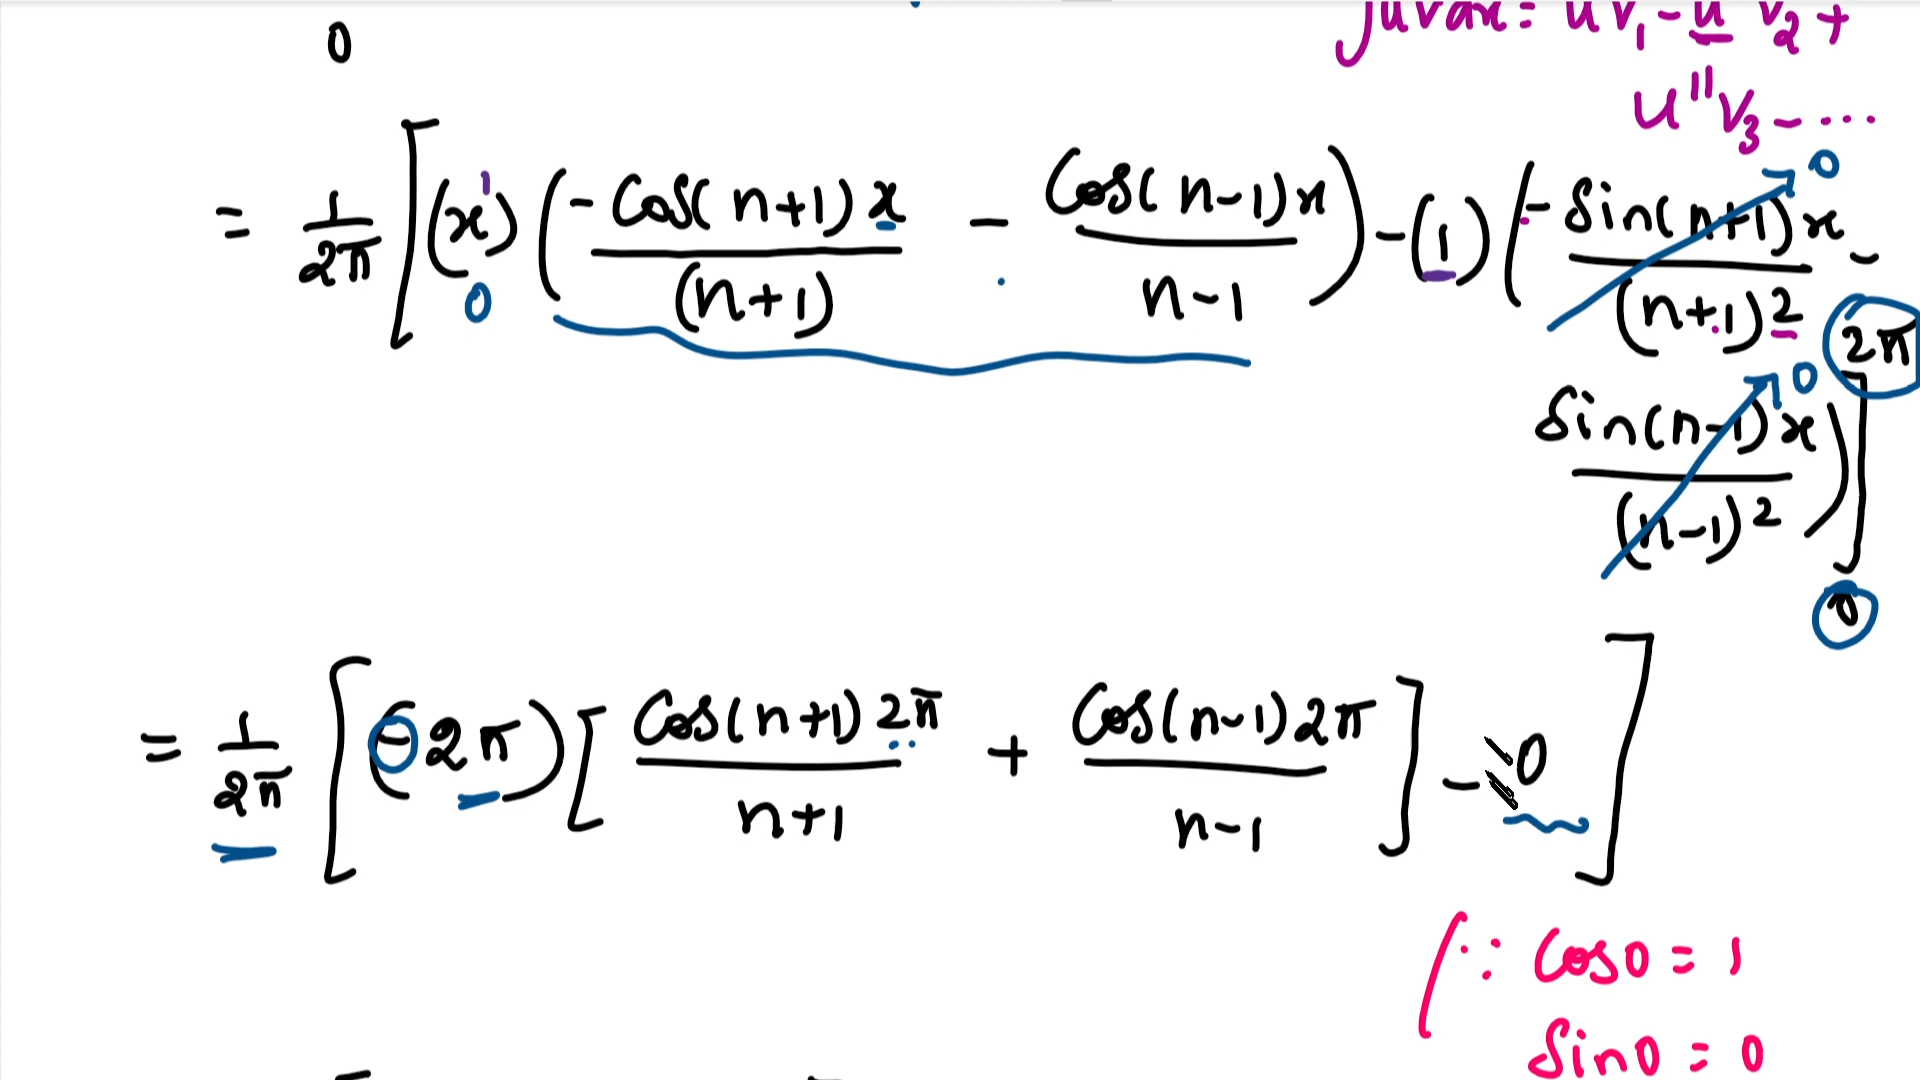 0
∫uvdx = uv₁ - u' v₂ +
u''v₃ - ....
= 1/2π [(x) (-Cos(n+1)x/(n+1) - Cos(n-1)x/n-1) - (1) (-Sin(n+1)x/(n+1)² -
0
0
2π
Sin(n-1)x/(n-1)²)]
0
0
= 1/2π [(-2π) [Cos(n+1)2π/n+1 + Cos(n-1)2π/n-1] - 0]
(∵ Cos0 = 1
Sin0 = 0